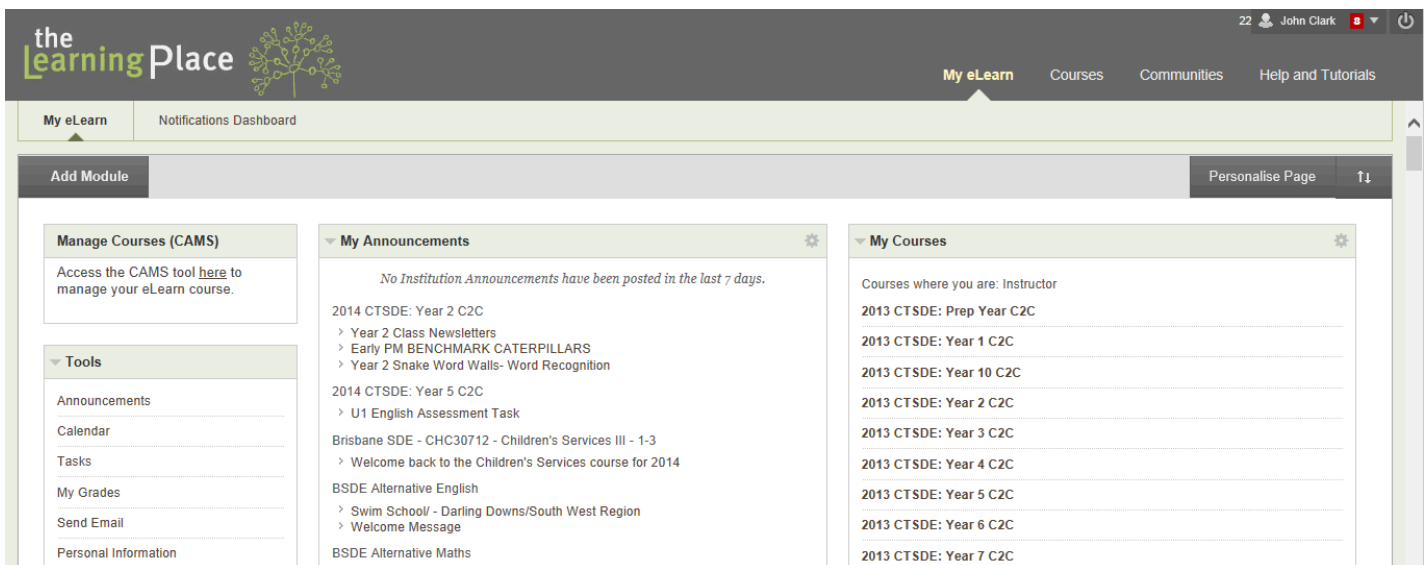 the
Learning Place
22 John Clark 8
My eLearn Courses Communities Help and Tutorials
My eLearn Notifications Dashboard
Add Module
Personalise Page
Manage Courses (CAMS)
Access the CAMS tool here to
manage your eLearn course.
Tools
Announcements
Calendar
Tasks
My Grades
Send Email
Personal Information
My Announcements
No Institution Announcements have been posted in the last 7 days.
2014 CTSDE: Year 2 C2C
Year 2 Class Newsletters
Early PM BENCHMARK CATERPILLARS
Year 2 Snake Word Walls- Word Recognition
2014 CTSDE: Year 5 C2C
U1 English Assessment Task
Brisbane SDE - CHC30712 - Children's Services III - 1-3
Welcome back to the Children's Services course for 2014
BSDE Alternative English
Swim School/ - Darling Downs/South West Region
Welcome Message
BSDE Alternative Maths
My Courses
Courses where you are: Instructor
2013 CTSDE: Prep Year C2C
2013 CTSDE: Year 1 C2C
2013 CTSDE: Year 10 C2C
2013 CTSDE: Year 2 C2C
2013 CTSDE: Year 3 C2C
2013 CTSDE: Year 4 C2C
2013 CTSDE: Year 5 C2C
2013 CTSDE: Year 6 C2C
2013 CTSDE: Year 7 C2C